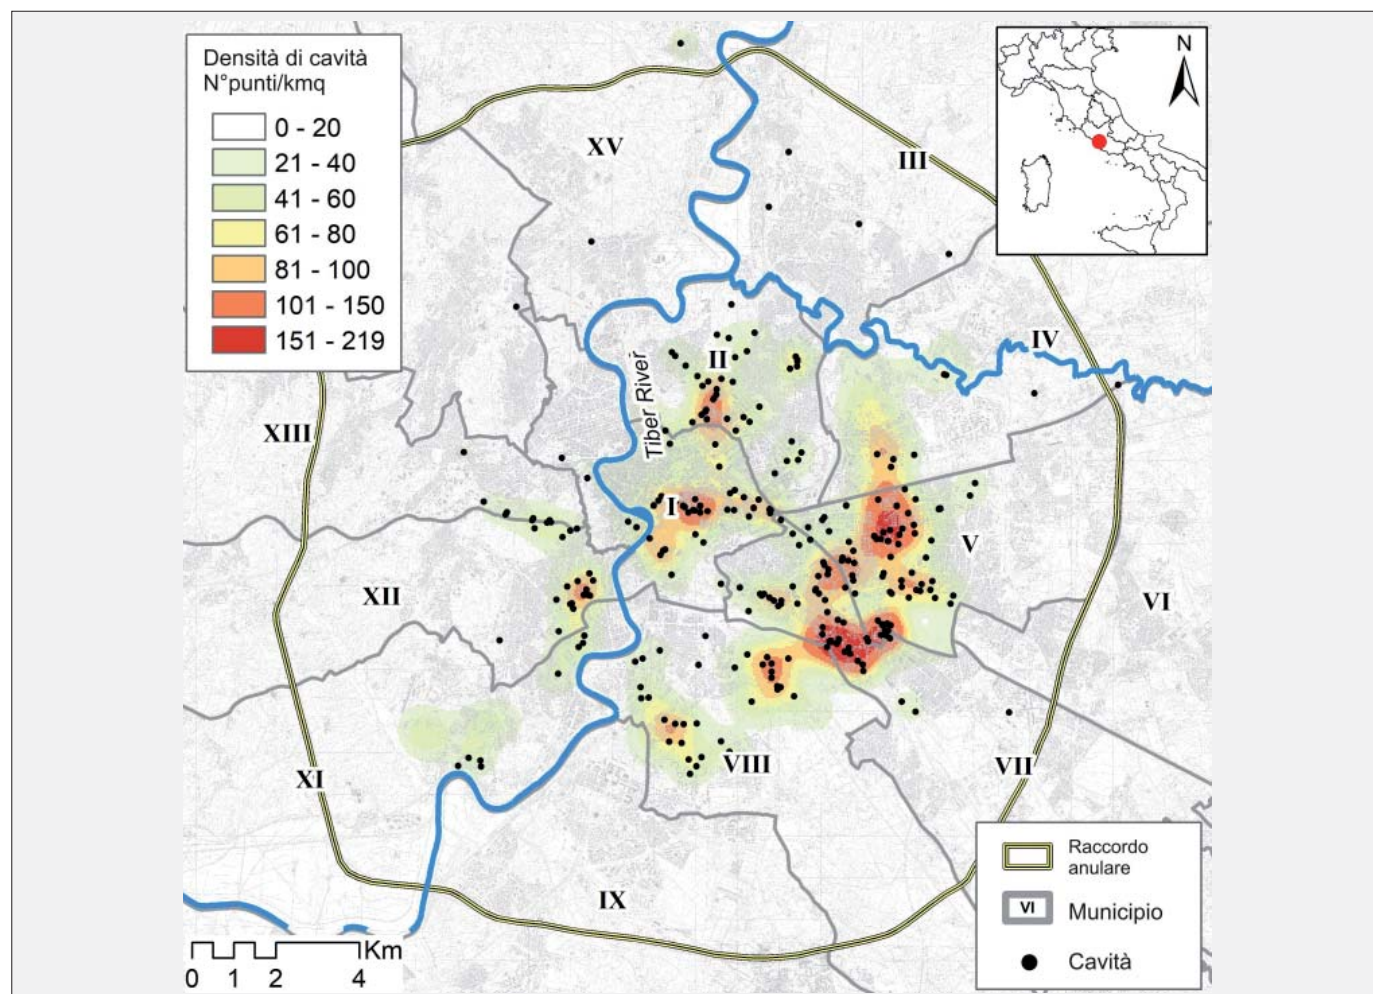 Densità di cavità
N°punti/kmq
0 - 20
21 - 40
41 - 60
61 - 80
81 - 100
101 - 150
151 - 219
N
XV
III
IV
II
Tiber River
XIII
I
V
XII
VI
VIII
VII
XI
IX
Raccordo
anulare
VI Municipio
Cavità
Km
0 1 2 4